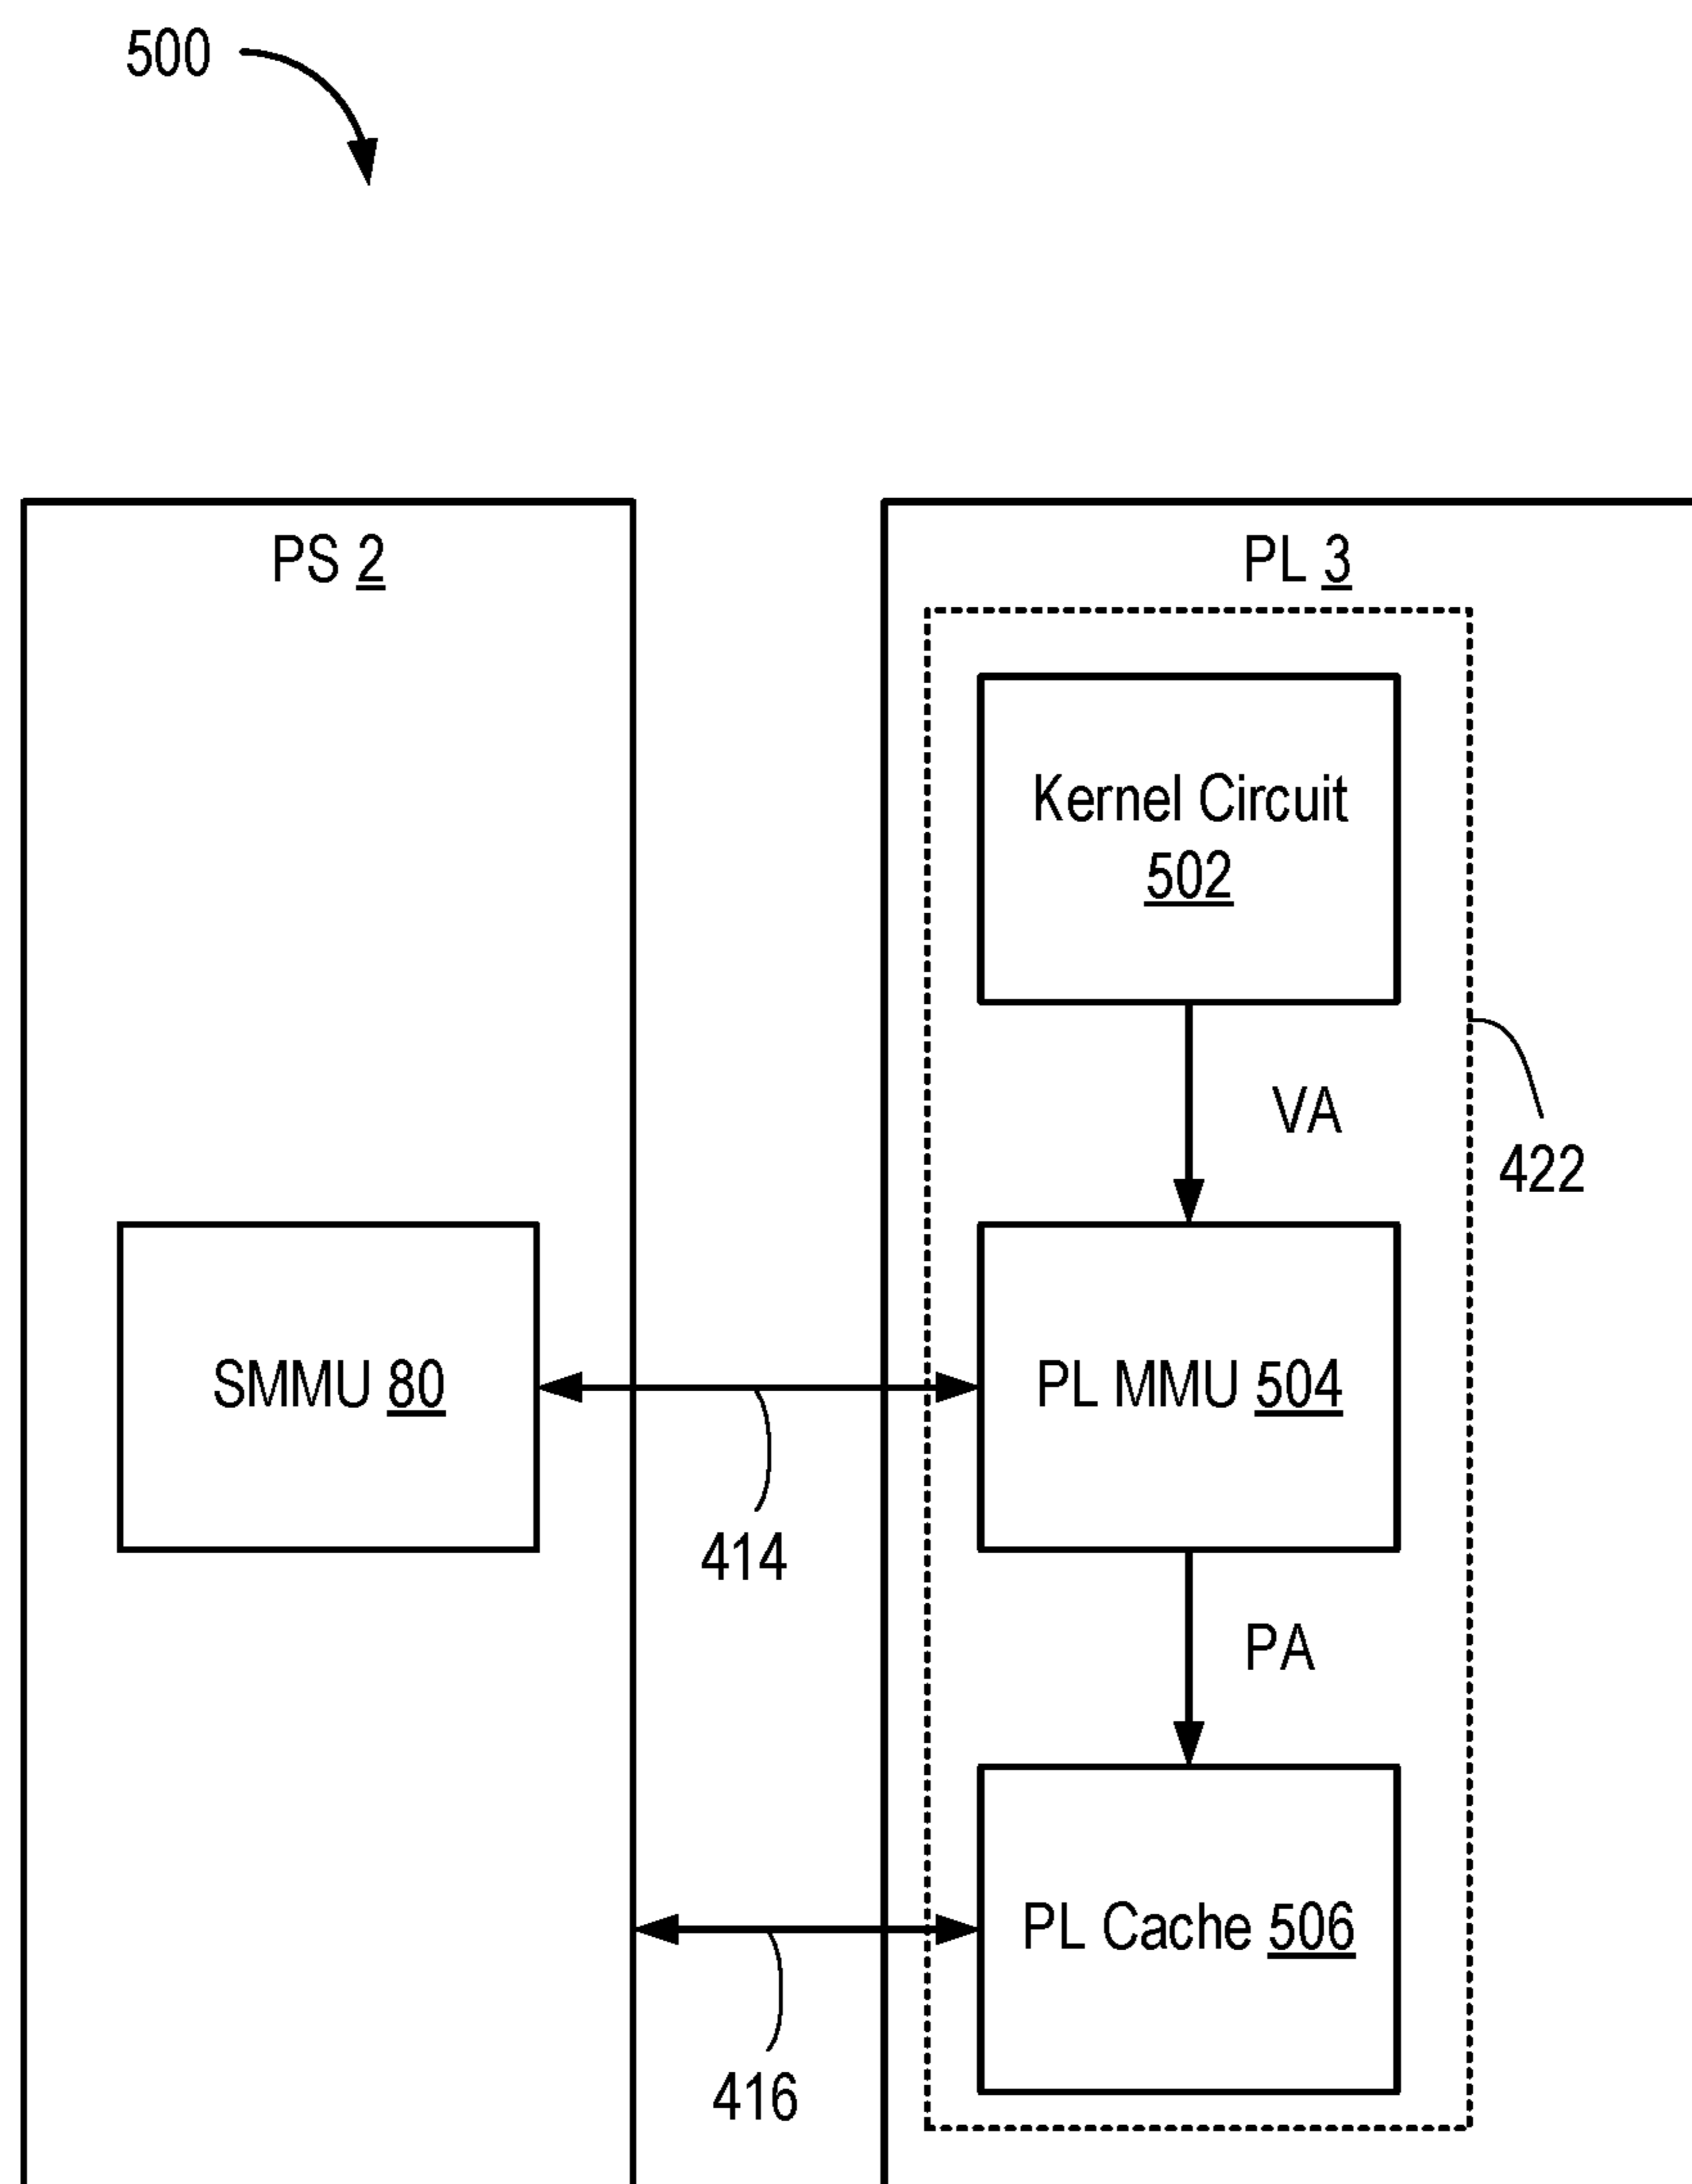 500
PS 2
PL 3
Kernel Circuit
502
VA
422
SMMU 80
PL MMU 504
414
PA
PL Cache 506
416